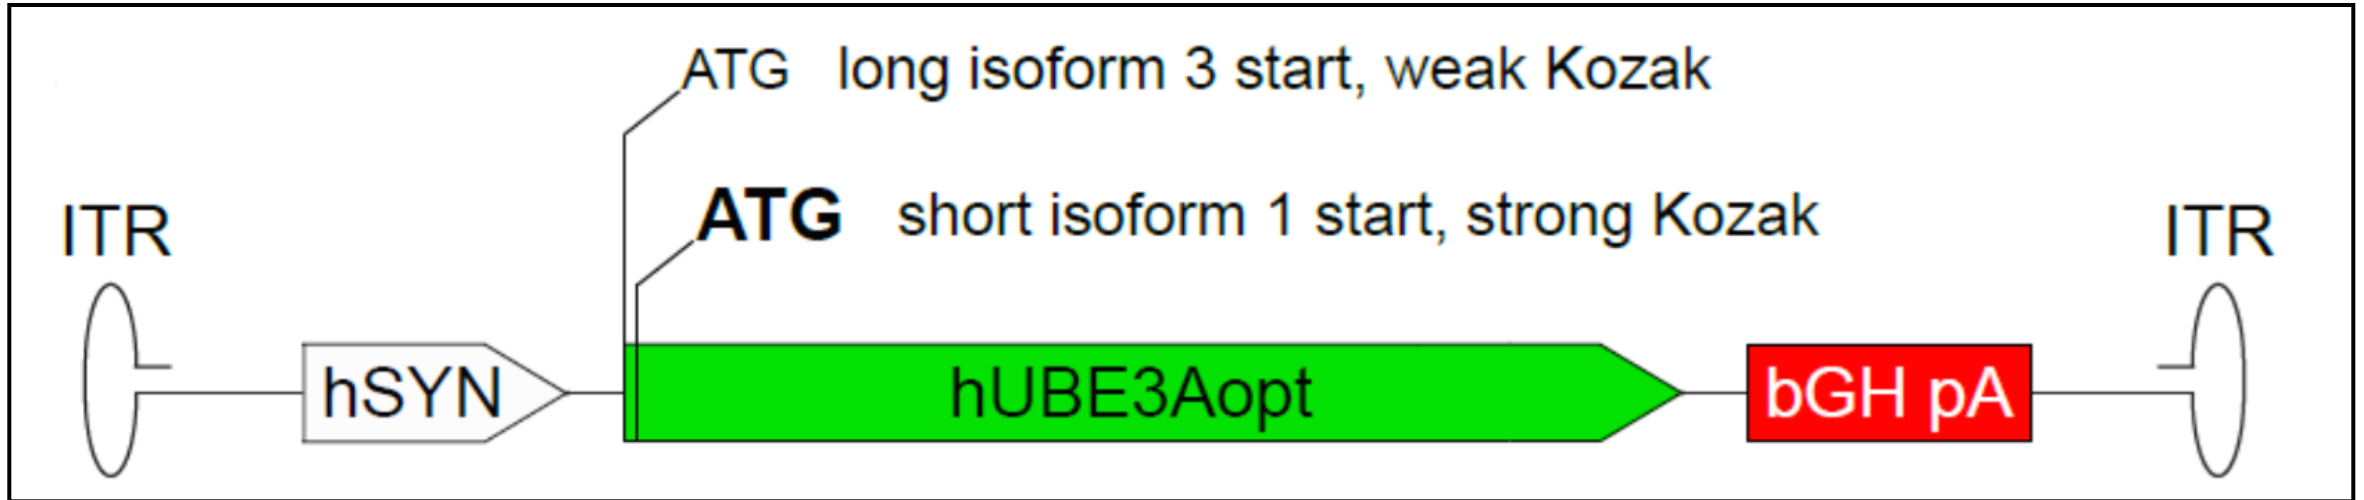 ATG long isoform 3 start, weak Kozak
ATG short isoform 1 start, strong Kozak
ITR
ITR
hSYN
hUBE3Aopt
bGH pA